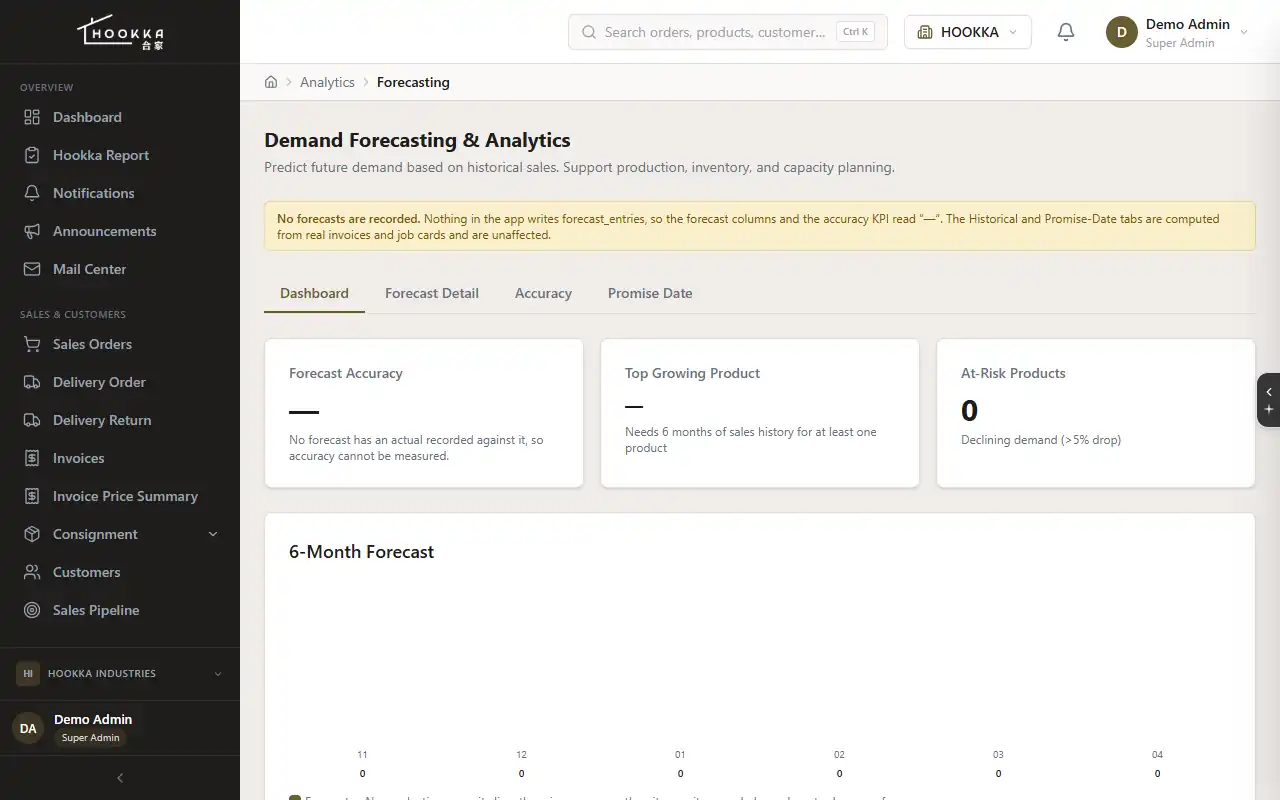 HOOKKA
合家
Search orders, products, customer...
Ctrl K
HOOKKA
D
Demo Admin
Super Admin
OVERVIEW
Dashboard
Hookka Report
Notifications
Announcements
Mail Center
SALES & CUSTOMERS
Sales Orders
Delivery Order
Delivery Return
Invoices
Invoice Price Summary
Consignment
Customers
Sales Pipeline
HI
HOOKKA INDUSTRIES
DA
Demo Admin
Super Admin
Analytics
Forecasting
Demand Forecasting & Analytics
Predict future demand based on historical sales. Support production, inventory, and capacity planning.
No forecasts are recorded. Nothing in the app writes forecast_entries, so the forecast columns and the accuracy KPI read "—". The Historical and Promise-Date tabs are computed
from real invoices and job cards and are unaffected.
Dashboard
Forecast Detail
Accuracy
Promise Date
Forecast Accuracy
—
No forecast has an actual recorded against it, so
accuracy cannot be measured.
Top Growing Product
—
Needs 6 months of sales history for at least one
product
At-Risk Products
0
Declining demand (>5% drop)
6-Month Forecast
11 12 01 02 03 04
0 0 0 0 0 0